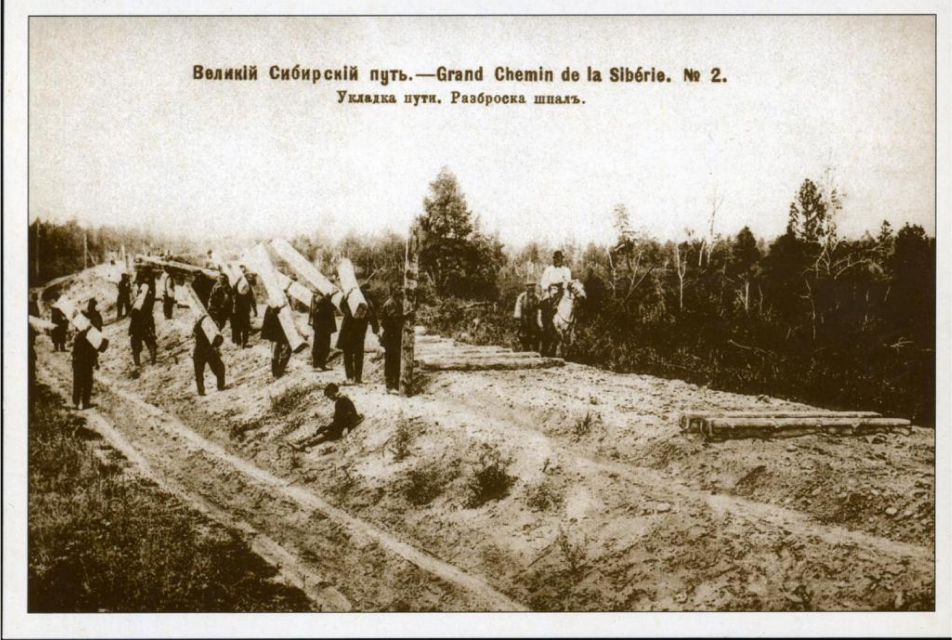 Великій Сибирскій путь.—Grand Chemin de la Sibérie. № 2.
Укладка пути. Разброска шпалъ.